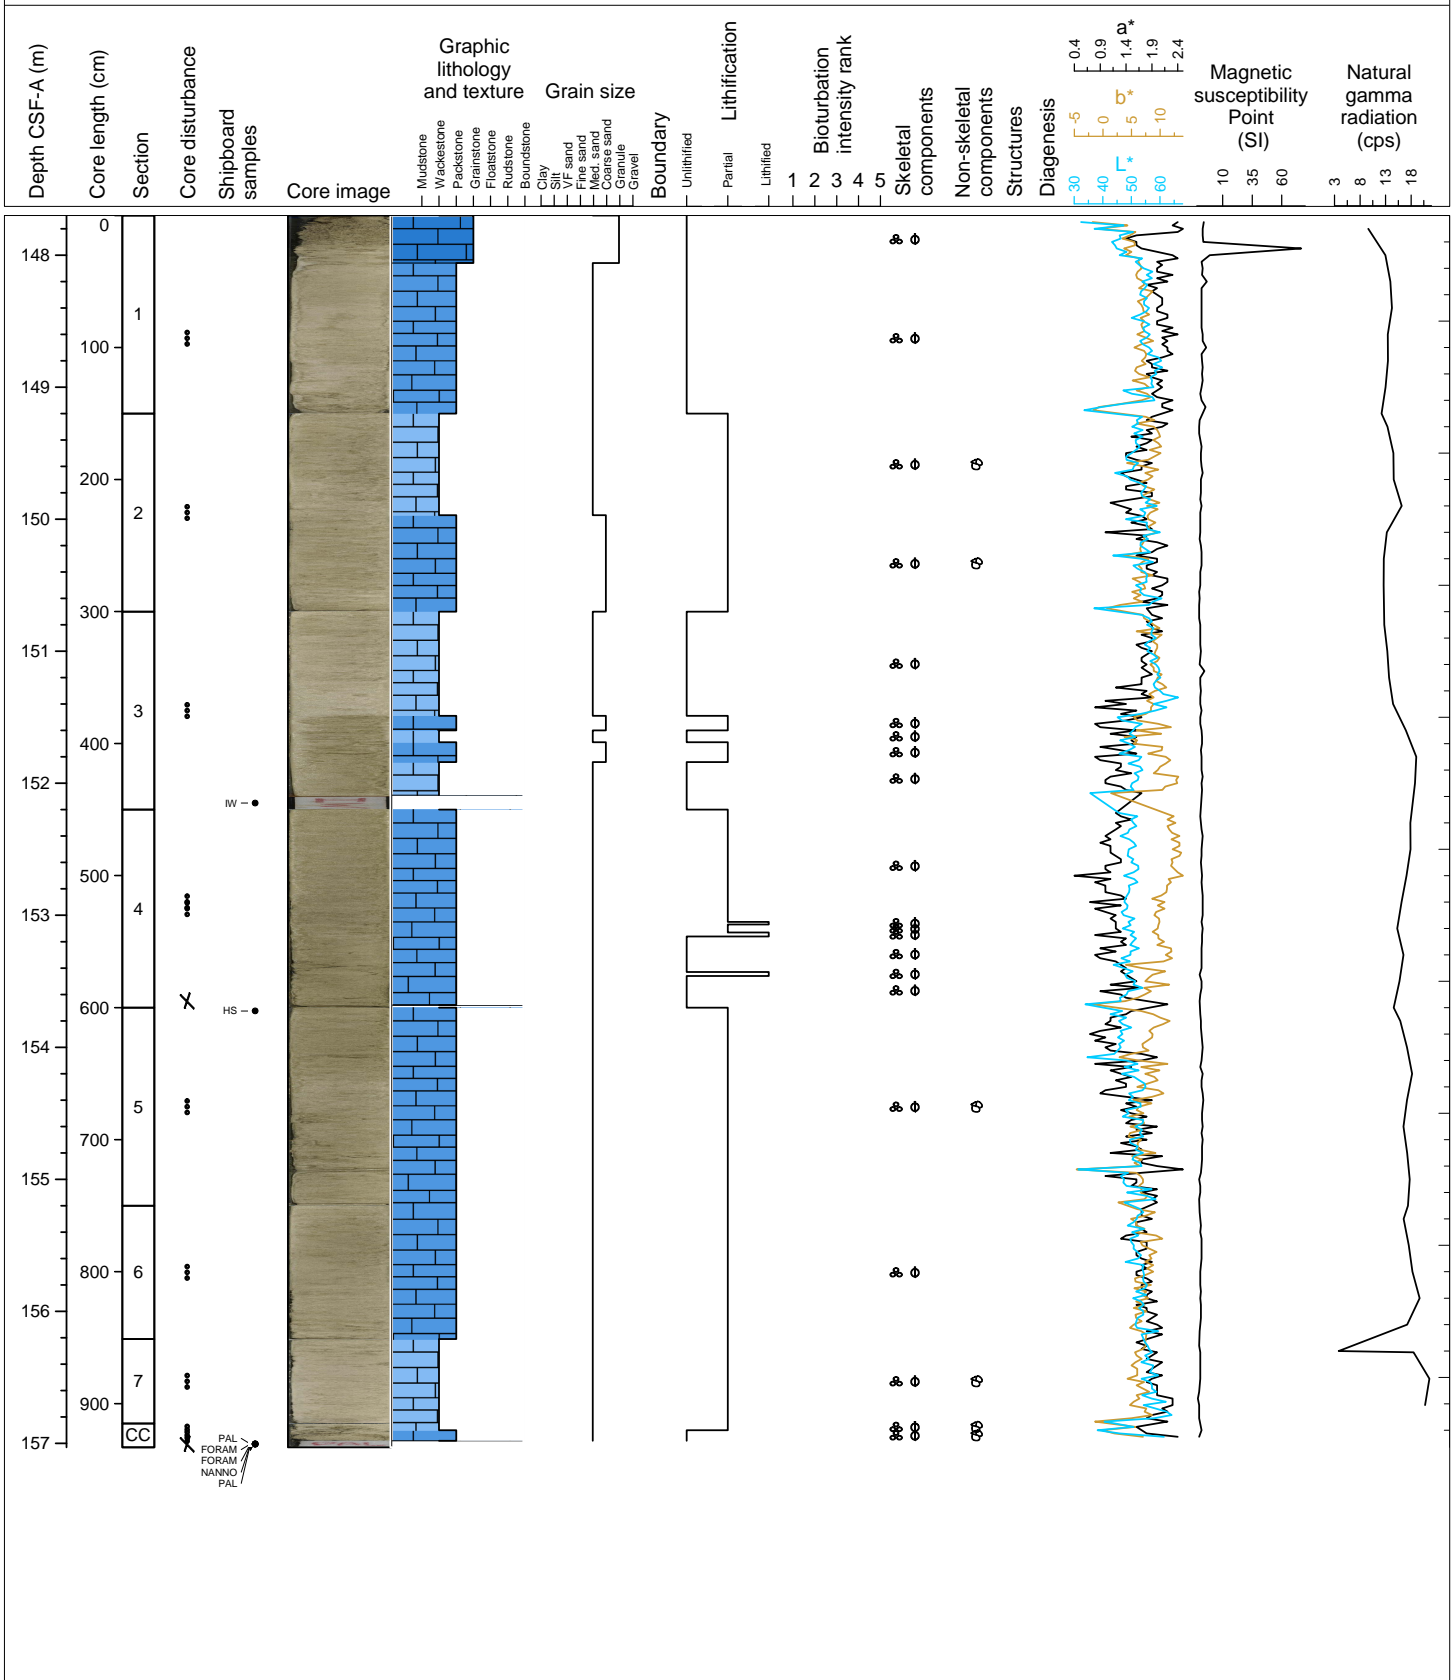 Depth CSF-A (m)
Core length (cm)
Section
Core disturbance
Shipboard
samples
Core image
Graphic
lithology
and texture
Mudstone
Wackestone
Packstone
Grainstone
Floatstone
Rudstone
Boundstone
Grain size
Clay
Silt
VF sand
Fine sand
Med. sand
Coarse sand
Granule
Gravel
Boundary
Lithification
Unlithified
Partial
Lithified
Bioturbation
intensity rank
1 2 3 4 5
Skeletal
components
Non-skeletal
components
Structures
Diagenesis
a*
0.4 0.9 1.4 1.9 2.4
b*
-5 0 5 10
L*
30 40 50 60
Magnetic
susceptibility
Point
(SI)
10 35 60
Natural
gamma
radiation
(cps)
3 8 13 18
0
148
1
100
149
200
2
150
300
151
3
400
152
IW
500
4
153
600
HS
154
5
700
155
6
800
156
7
900
CC
157
PAL
FORAM
FORAM
NANNO
PAL